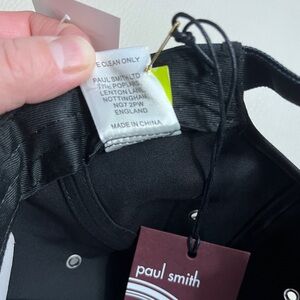 E CLEAN ONLY
PAUL SMITH LTD
THE POPLARS
LENTON LANE
NOTTINGHAM
NG7 2PW
ENGLAND
MADE IN CHINA
paul smith